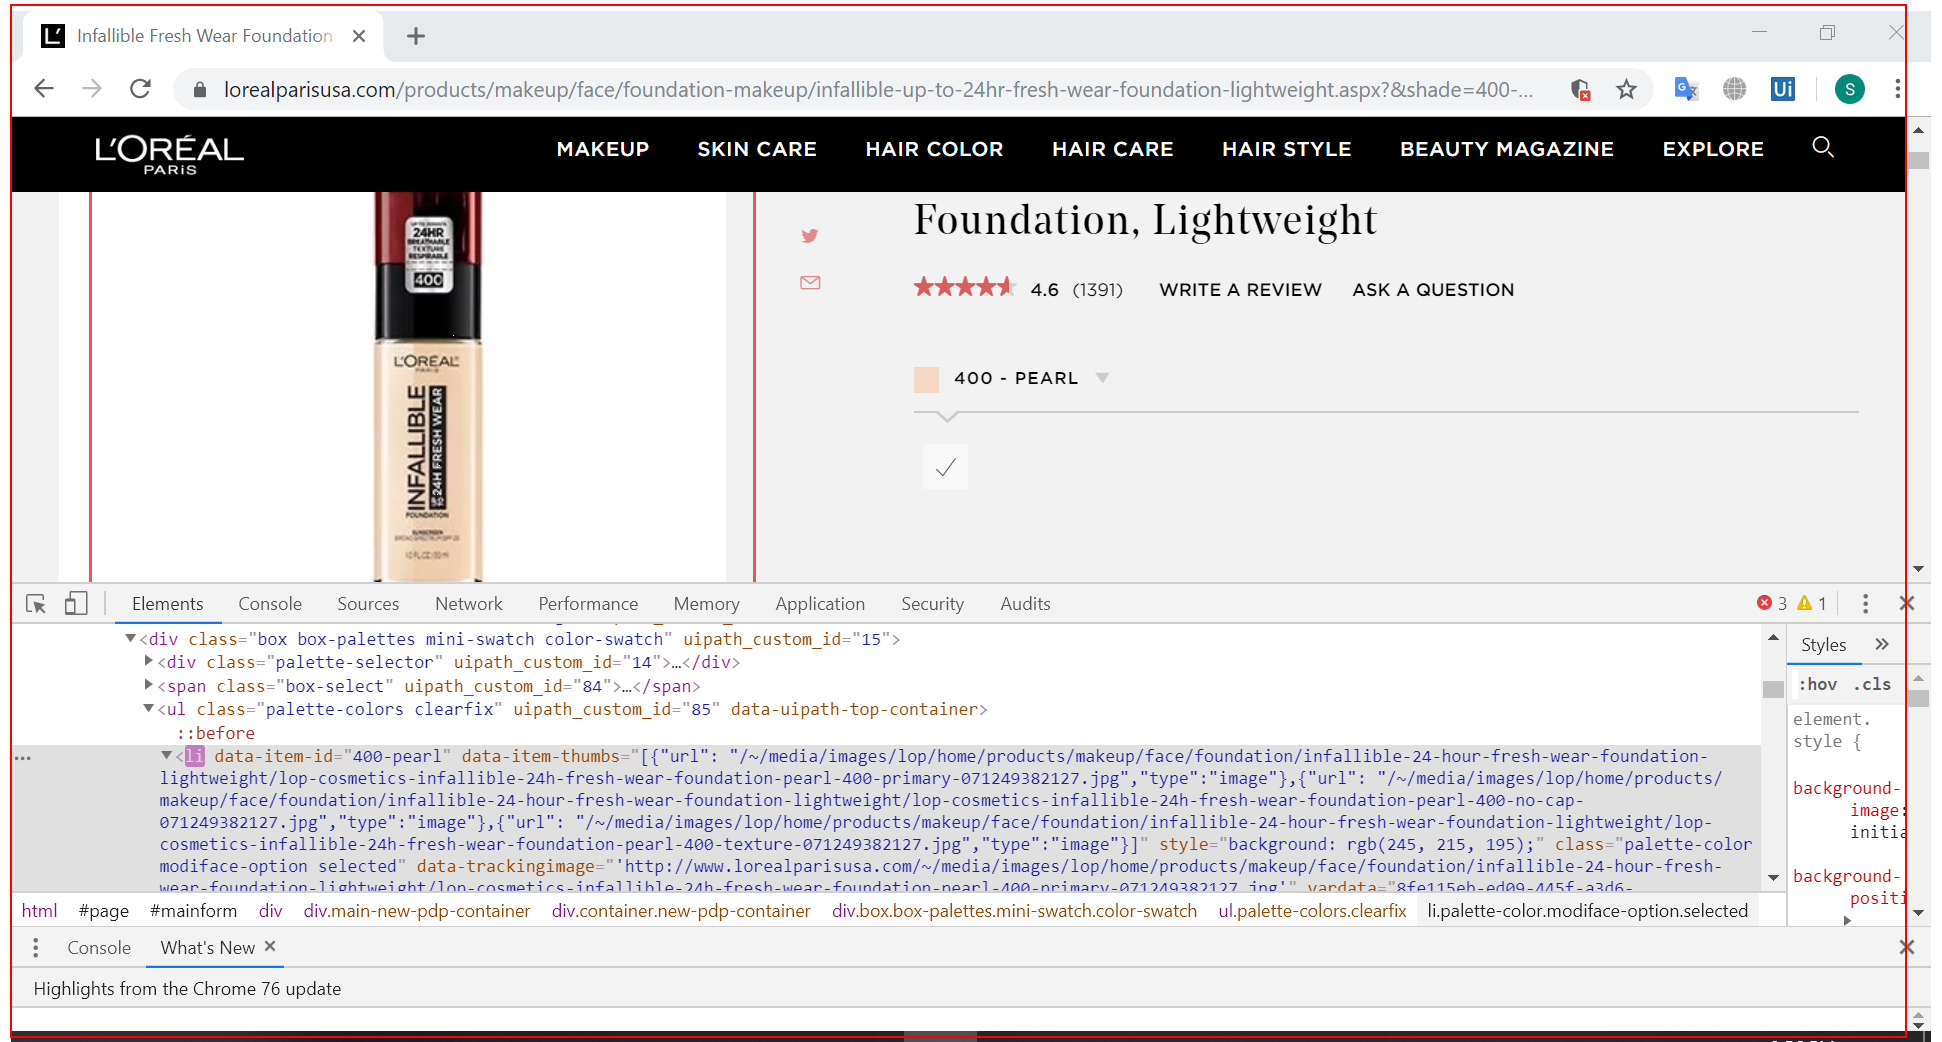 L' Infallible Fresh Wear Foundation
lorealparisusa.com/products/makeup/face/foundation-makeup/infallible-up-to-24hr-fresh-wear-foundation-lightweight.aspx?&shade=400-...
Ui
S
L'ORÉAL
PARIS
MAKEUP SKIN CARE HAIR COLOR HAIR CARE HAIR STYLE BEAUTY MAGAZINE EXPLORE
24HR
BREATHABLE
TEXTURE
RESPIRABLE
400
L'ORÉAL
PARIS
INFALLIBLE
UP TO 24H FRESH WEAR
FOUNDATION
SUNSCREEN
Foundation, Lightweight
4.6 (1391) WRITE A REVIEW ASK A QUESTION
400 - PEARL
Elements Console Sources Network Performance Memory Application Security Audits 3 1
<div class="box box-palettes mini-swatch color-swatch" uipath_custom_id="15">
<div class="palette-selector" uipath_custom_id="14">…</div>
<span class="box-select" uipath_custom_id="84">…</span>
<ul class="palette-colors clearfix" uipath_custom_id="85" data-uipath-top-container>
::before
<li data-item-id="400-pearl" data-item-thumbs="[{"url": "/~/media/images/lop/home/products/makeup/face/foundation/infallible-24-hour-fresh-wear-foundation-
lightweight/lop-cosmetics-infallible-24h-fresh-wear-foundation-pearl-400-primary-071249382127.jpg","type":"image"},{"url": "/~/media/images/lop/home/products/
makeup/face/foundation/infallible-24-hour-fresh-wear-foundation-lightweight/lop-cosmetics-infallible-24h-fresh-wear-foundation-pearl-400-no-cap-
071249382127.jpg","type":"image"},{"url": "/~/media/images/lop/home/products/makeup/face/foundation/infallible-24-hour-fresh-wear-foundation-lightweight/lop-
cosmetics-infallible-24h-fresh-wear-foundation-pearl-400-texture-071249382127.jpg","type":"image"}]" style="background: rgb(245, 215, 195);" class="palette-color
modiface-option selected" data-trackingimage="'http://www.lorealparisusa.com/~/media/images/lop/home/products/makeup/face/foundation/infallible-24-hour-fresh-
wear-foundation-lightweight/lop-cosmetics-infallible-24h-fresh-wear-foundation-pearl-400-primary-071249382127.jpg'" vardata="8fe115eb-ed09-445f-a3d6-
Styles
:hov .cls
element.
style {
background-
image:
initia
background-
positi
html #page #mainform div div.main-new-pdp-container div.container.new-pdp-container div.box.box-palettes.mini-swatch.color-swatch ul.palette-colors.clearfix li.palette-color.modiface-option.selected
Console What's New
Highlights from the Chrome 76 update